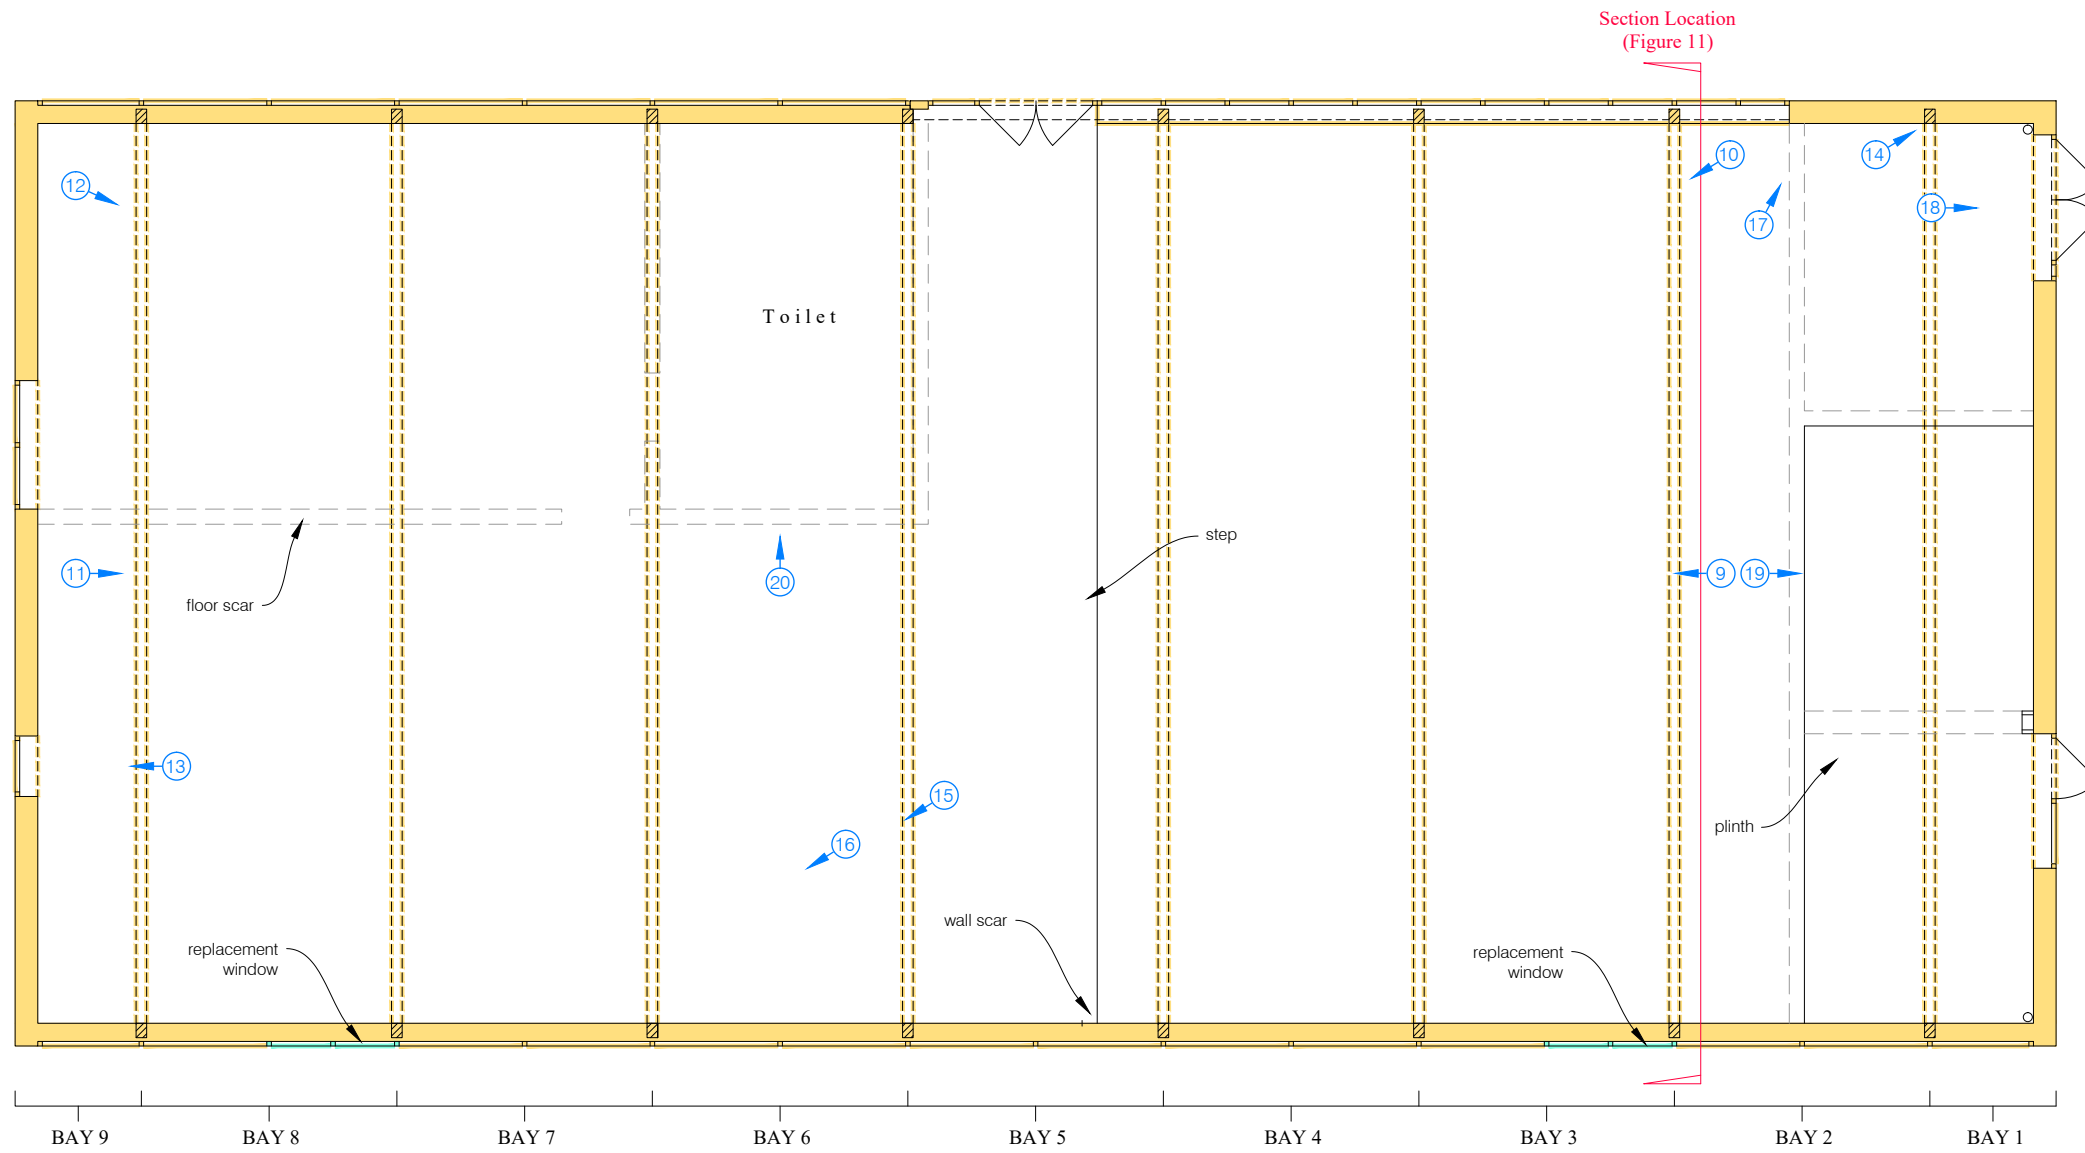 Section Location
(Figure 11)
12
10
14
17
18
Toilet
step
11
9
19
20
floor scar
13
15
plinth
16
wall scar
replacement
window
replacement
window
BAY 9
BAY 8
BAY 7
BAY 6
BAY 5
BAY 4
BAY 3
BAY 2
BAY 1